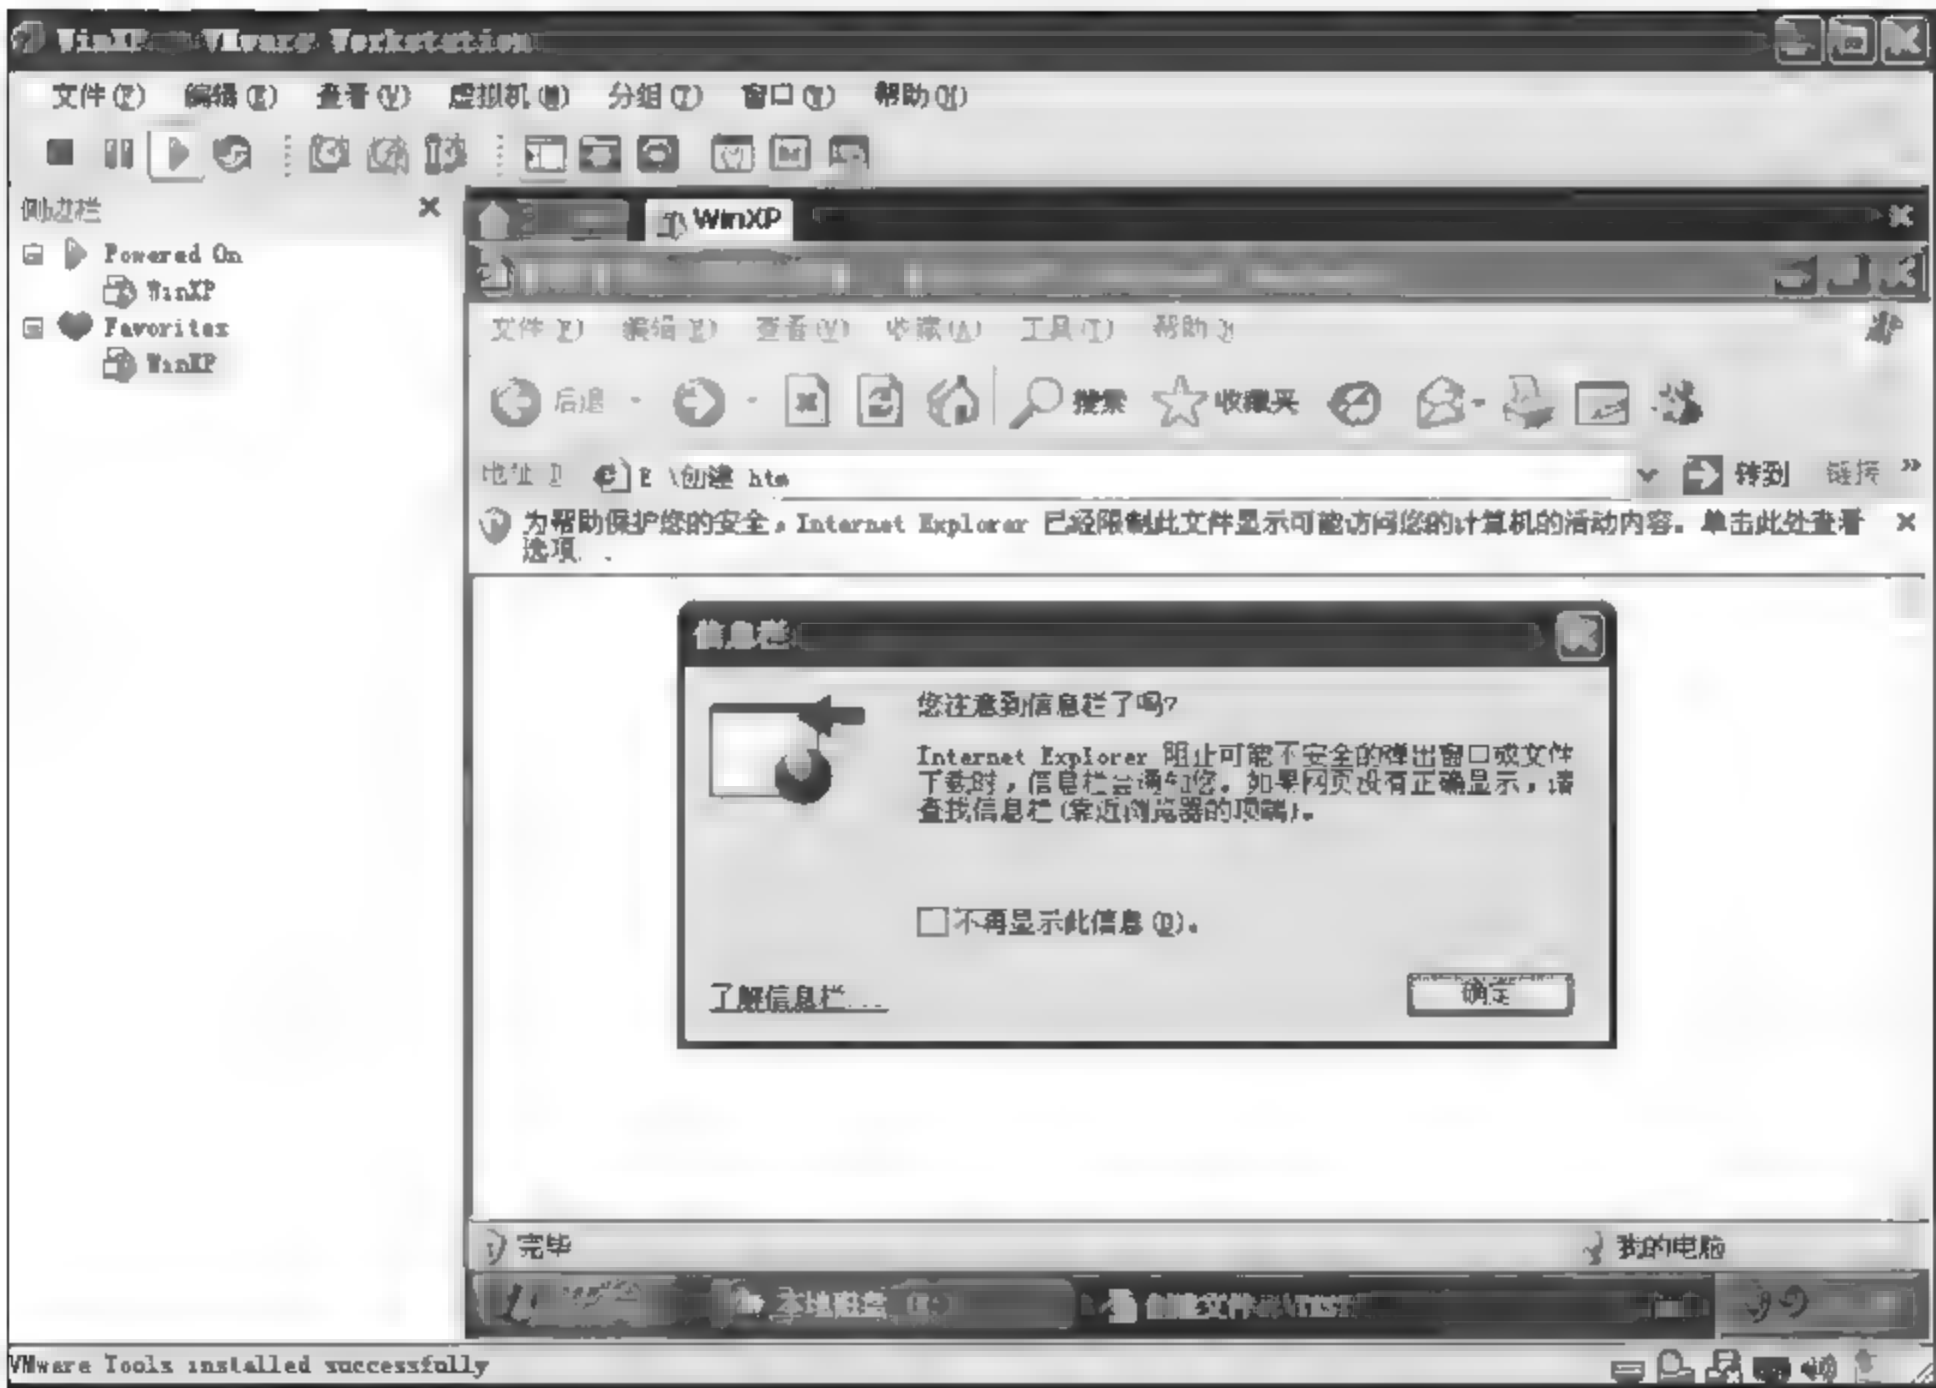 WinXP - VMware Workstation
文件(F) 编辑(E) 查看(V) 虚拟机(M) 分组(T) 窗口(W) 帮助(H)
侧边栏
WinXP
Powered On
WinXP
Favorites
WinXP
文件(F) 编辑(E) 查看(V) 收藏(A) 工具(T) 帮助(H)
后退 搜索 收藏夹
地址(D) E:\创建.htm 转到 链接 »
为帮助保护您的安全，Internet Explorer 已经限制此文件显示可能访问您的计算机的活动内容。单击此处查看
选项...
信息栏
您注意到信息栏了吗?
Internet Explorer 阻止可能不安全的弹出窗口或文件
下载时，信息栏会通知您。如果网页没有正确显示，请
查找信息栏(靠近浏览器的顶端)。
不再显示此信息(D)。
了解信息栏...
确定
完毕 我的电脑
本地磁盘
VMware Tools installed successfully